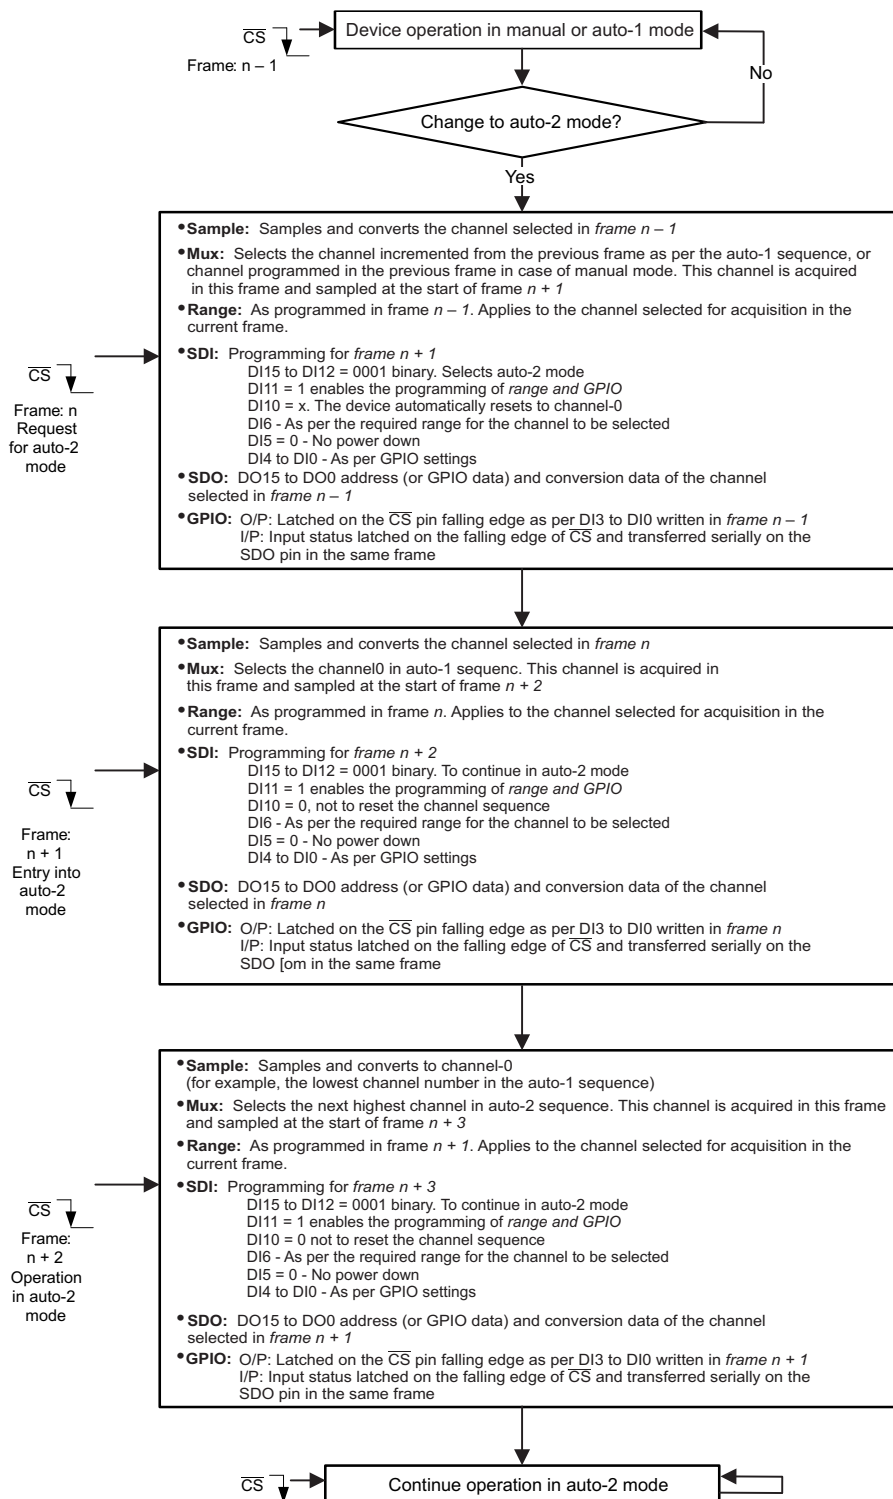 Device operation in manual or auto-1 mode
CS
Frame: n – 1
No
Change to auto-2 mode?
Yes
•Sample: Samples and converts the channel selected in frame n – 1
•Mux: Selects the channel incremented from the previous frame as per the auto-1 sequence, or
channel programmed in the previous frame in case of manual mode. This channel is acquired
in this frame and sampled at the start of frame n + 1
•Range: As programmed in frame n – 1. Applies to the channel selected for acquisition in the
current frame.
•SDI: Programming for frame n + 1
DI15 to DI12 = 0001 binary. Selects auto-2 mode
DI11 = 1 enables the programming of range and GPIO
DI10 = x. The device automatically resets to channel-0
DI6 - As per the required range for the channel to be selected
DI5 = 0 - No power down
DI4 to DI0 - As per GPIO settings
•SDO: DO15 to DO0 address (or GPIO data) and conversion data of the channel
selected in frame n – 1
•GPIO: O/P: Latched on the CS pin falling edge as per DI3 to DI0 written in frame n – 1
I/P: Input status latched on the falling edge of CS and transferred serially on the
SDO pin in the same frame
CS
Frame: n
Request
for auto-2
mode
•Sample: Samples and converts the channel selected in frame n
•Mux: Selects the channel0 in auto-1 sequenc. This channel is acquired in
this frame and sampled at the start of frame n + 2
•Range: As programmed in frame n. Applies to the channel selected for acquisition in the
current frame.
•SDI: Programming for frame n + 2
DI15 to DI12 = 0001 binary. To continue in auto-2 mode
DI11 = 1 enables the programming of range and GPIO
DI10 = 0, not to reset the channel sequence
DI6 - As per the required range for the channel to be selected
DI5 = 0 - No power down
DI4 to DI0 - As per GPIO settings
•SDO: DO15 to DO0 address (or GPIO data) and conversion data of the channel
selected in frame n
•GPIO: O/P: Latched on the CS pin falling edge as per DI3 to DI0 written in frame n
I/P: Input status latched on the falling edge of CS and transferred serially on the
SDO [om in the same frame
CS
Frame:
n + 1
Entry into
auto-2
mode
•Sample: Samples and converts to channel-0
(for example, the lowest channel number in the auto-1 sequence)
•Mux: Selects the next highest channel in auto-2 sequence. This channel is acquired in this frame
and sampled at the start of frame n + 3
•Range: As programmed in frame n + 1. Applies to the channel selected for acquisition in the
current frame.
•SDI: Programming for frame n + 3
DI15 to DI12 = 0001 binary. To continue in auto-2 mode
DI11 = 1 enables the programming of range and GPIO
DI10 = 0 not to reset the channel sequence
DI6 - As per the required range for the channel to be selected
DI5 = 0 - No power down
DI4 to DI0 - As per GPIO settings
•SDO: DO15 to DO0 address (or GPIO data) and conversion data of the channel
selected in frame n + 1
•GPIO: O/P: Latched on the CS pin falling edge as per DI3 to DI0 written in frame n + 1
I/P: Input status latched on the falling edge of CS and transferred serially on the
SDO pin in the same frame
CS
Frame:
n + 2
Operation
in auto-2
mode
CS
Continue operation in auto-2 mode